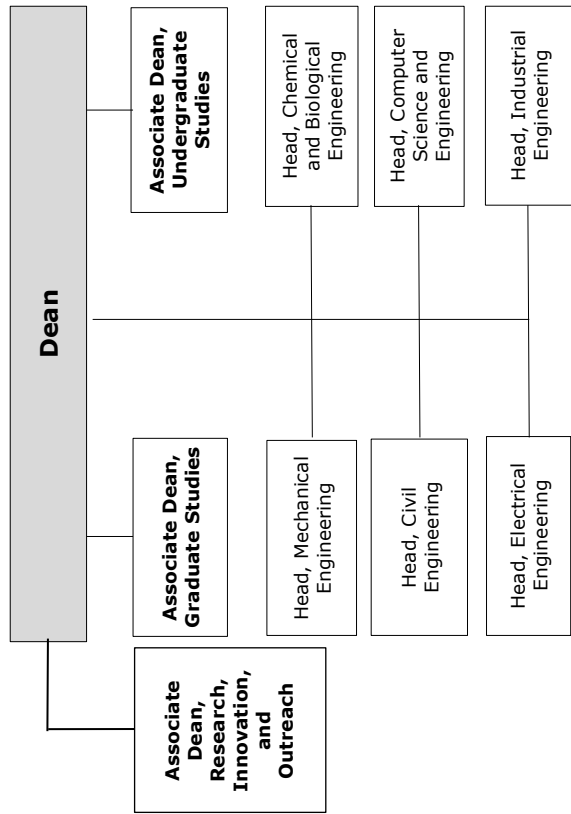 Dean
Associate
Dean,
Research,
Innovation,
and
Outreach
Associate Dean,
Graduate Studies
Associate Dean,
Undergraduate
Studies
Head, Mechanical
Engineering
Head, Chemical
and Biological
Engineering
Head, Civil
Engineering
Head, Computer
Science and
Engineering
Head, Electrical
Engineering
Head, Industrial
Engineering